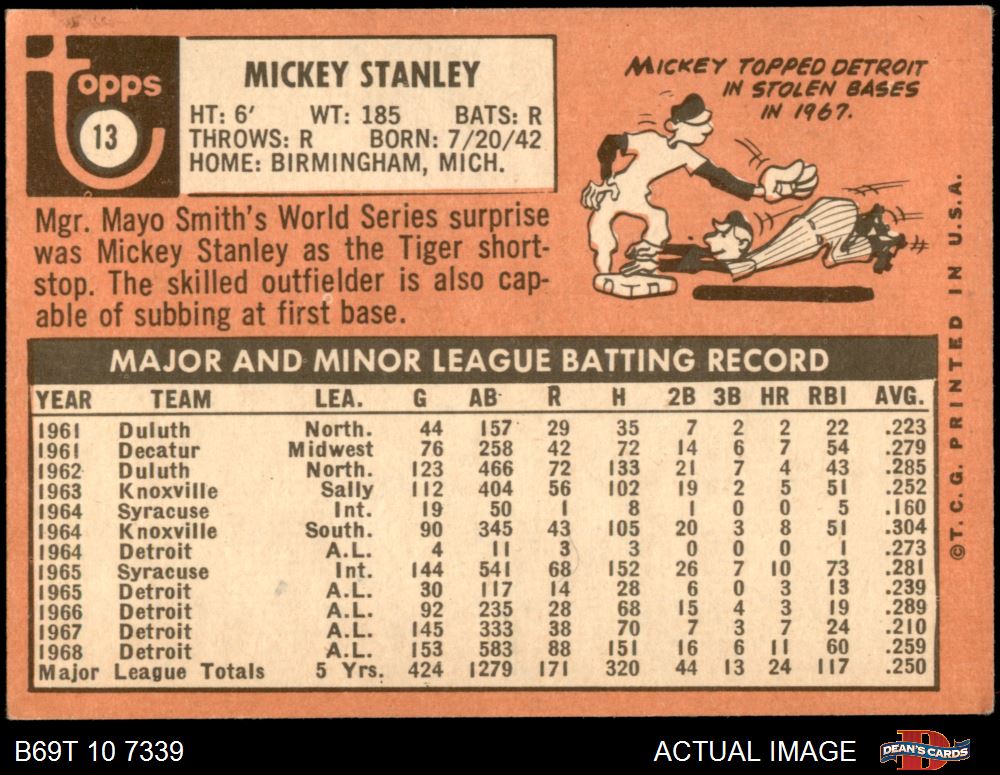 Topps
13
MICKEY STANLEY
HT: 6' WT: 185 BATS: R
THROWS: R BORN: 7/20/42
HOME: BIRMINGHAM, MICH.
MICKEY TOPPED DETROIT
IN STOLEN BASES
IN 1967.
Mgr. Mayo Smith's World Series surprise
was Mickey Stanley as the Tiger short-
stop. The skilled outfielder is also cap-
able of subbing at first base.
MAJOR AND MINOR LEAGUE BATTING RECORD
YEAR TEAM LEA. G AB R H 2B 3B HR RBI AVG.
1961 Duluth North. 44 157 29 35 7 2 2 22 .223
1961 Decatur Midwest 76 258 42 72 14 6 7 54 .279
1962 Duluth North. 123 466 72 133 21 7 4 43 .285
1963 Knoxville Sally 112 404 56 102 19 2 5 51 .252
1964 Syracuse Int. 19 50 1 8 1 0 0 5 .160
1964 Knoxville South. 90 345 43 105 20 3 8 51 .304
1964 Detroit A.L. 4 11 3 3 0 0 0 1 .273
1965 Syracuse Int. 144 541 68 152 26 7 10 73 .281
1965 Detroit A.L. 30 117 14 28 6 0 3 13 .239
1966 Detroit A.L. 92 235 28 68 15 4 3 19 .289
1967 Detroit A.L. 145 333 38 70 7 3 7 24 .210
1968 Detroit A.L. 153 583 88 151 16 6 11 60 .259
Major League Totals 5 Yrs. 424 1279 171 320 44 13 24 117 .250
©T.C.G. PRINTED IN U.S.A.
B69T 10 7339
ACTUAL IMAGE
DEAN'S CARDS